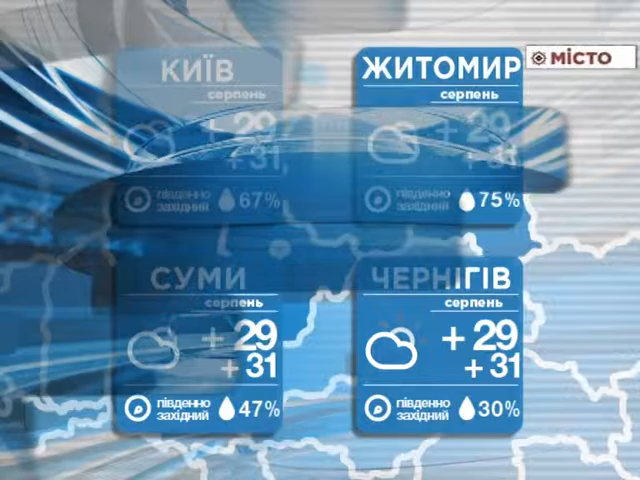 МІСТО
КИЇВ
серпень
+ 29
+ 31
південно
західний
67%
ЖИТОМИР
серпень
+ 29
+ 31
південно
західний
75%
СУМИ
серпень
+ 29
+ 31
південно
західний
47%
ЧЕРНІГІВ
серпень
+ 29
+ 31
південно
західний
30%